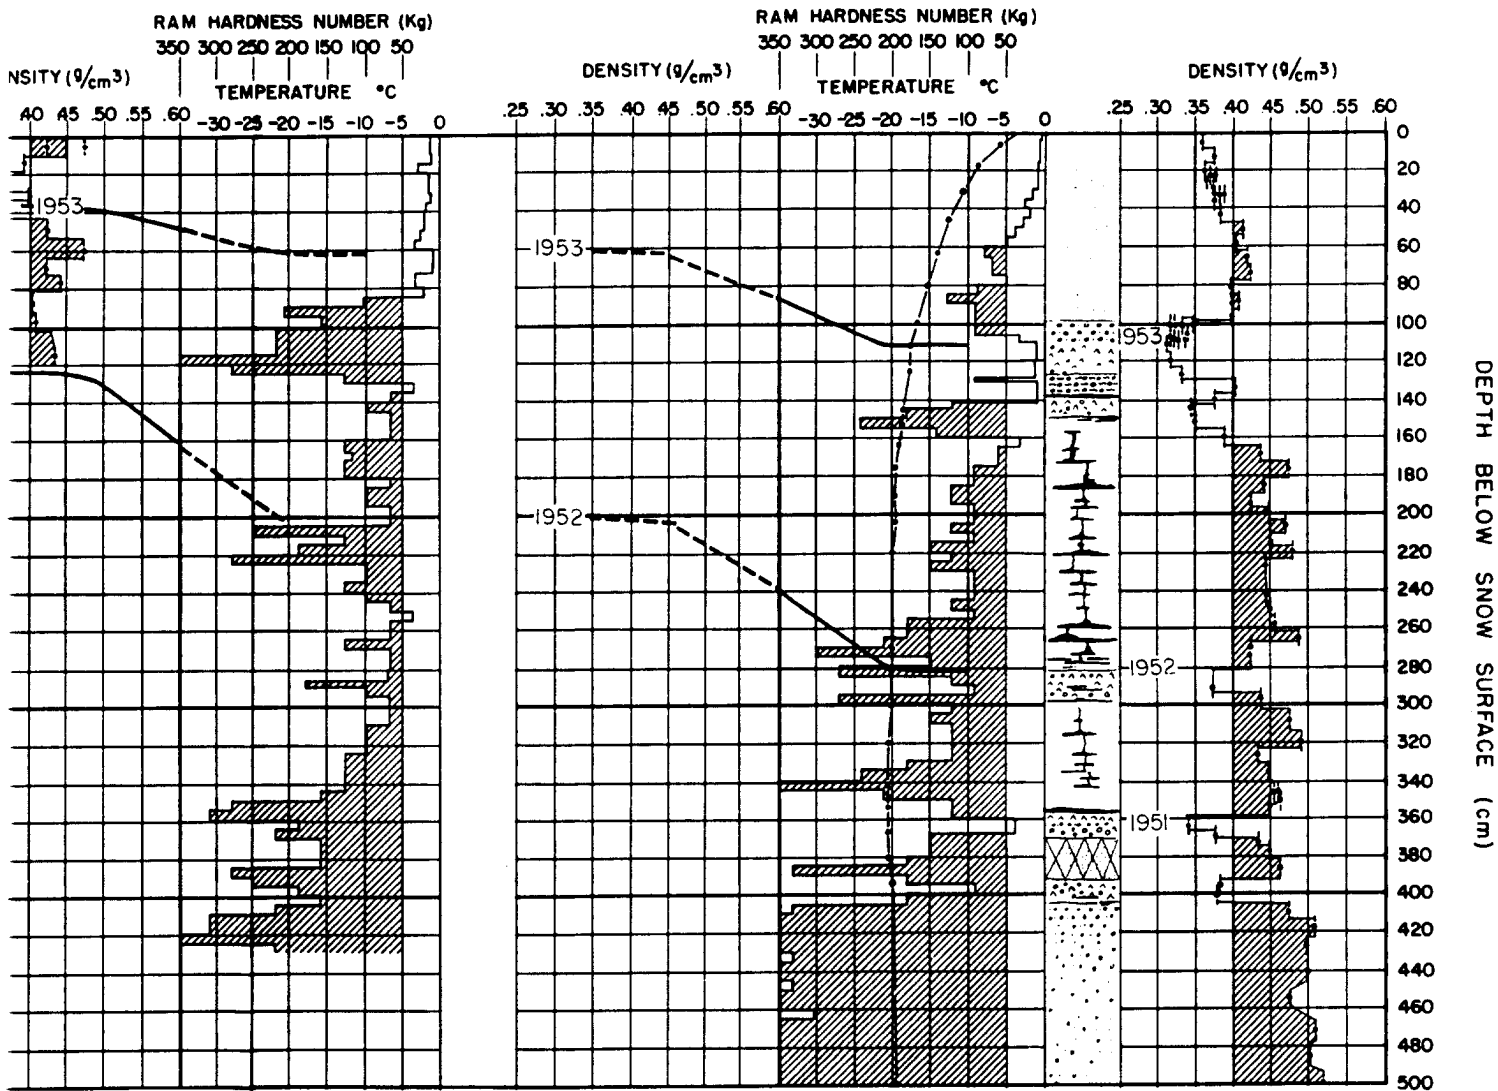 RAM HARDNESS NUMBER (Kg)
350 300 250 200 150 100 50
NSITY (g/cm3)
TEMPERATURE °C
40 45 55 60 -30 -25 -20 -15 -10 -5 0
RAM HARDNESS NUMBER (Kg)
350 300 250 200 150 100 50
DENSITY (g/cm3)
TEMPERATURE °C
.25 .30 .35 .40 .45 .55 .60 -30 -25 -20 -15 -10 -5 0
DENSITY (g/cm3)
.25 .30 .35 .40 .45 .55 .60
1953
1953
1952
1953
1952
1951
0
20
40
60
80
100
120
140
160
180
200
220
240
260
280
300
320
340
360
380
400
420
440
460
480
500
DEPTH BELOW SNOW SURFACE (cm)